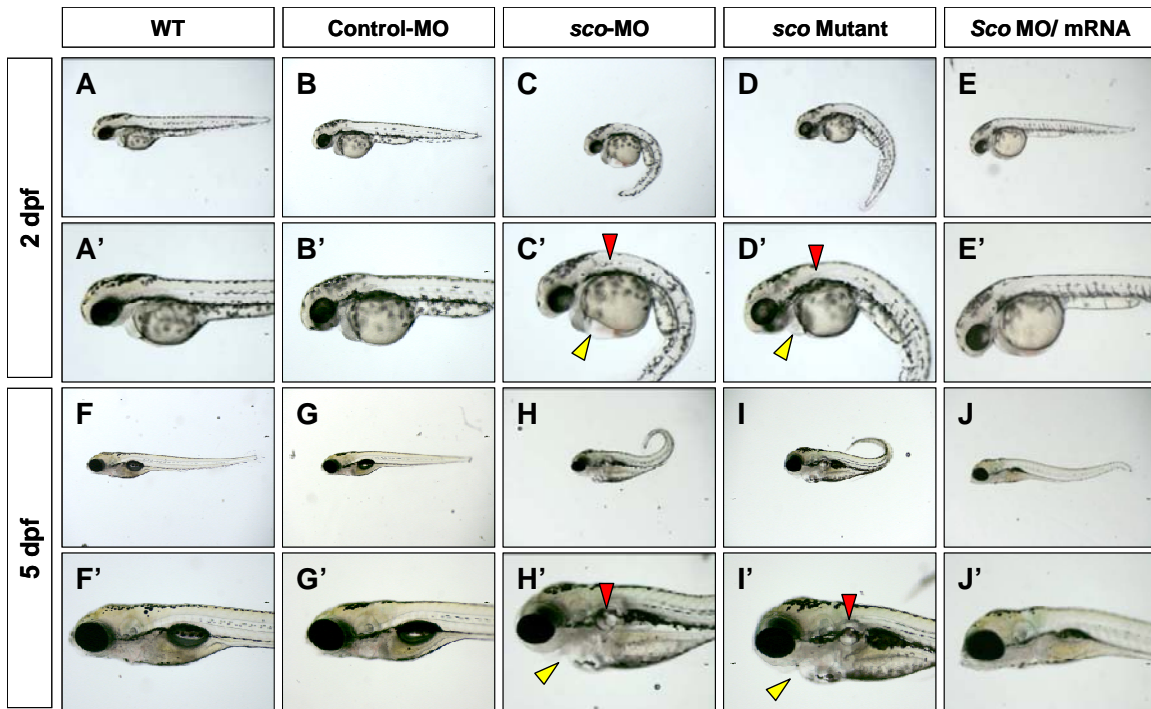 WT
Control-MO
sco-MO
sco Mutant
Sco MO/ mRNA
2 dpf
A
B
C
D
E
A’
B’
C’
D’
E’
5 dpf
F
G
H
I
J
F’
G’
H’
I’
J’